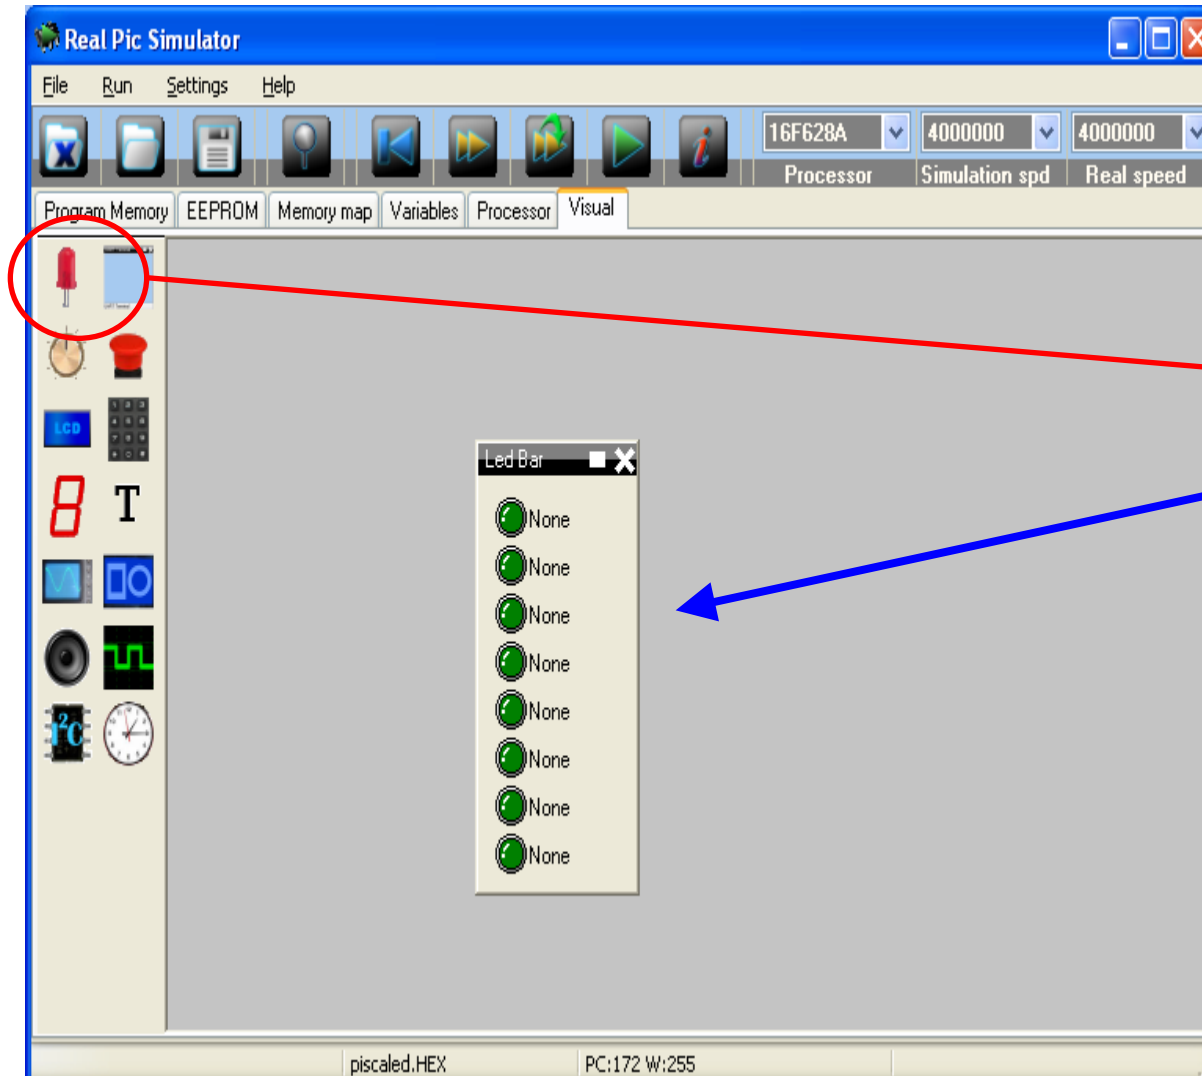 Real Pic Simulator
File Run Settings Help
16F628A 4000000 4000000
Processor Simulation spd Real speed
Program Memory EEPROM Memory map Variables Processor Visual
LCD
T
I²C
Led Bar
None
None
None
None
None
None
None
None
piscaled.HEX PC:172 W:255